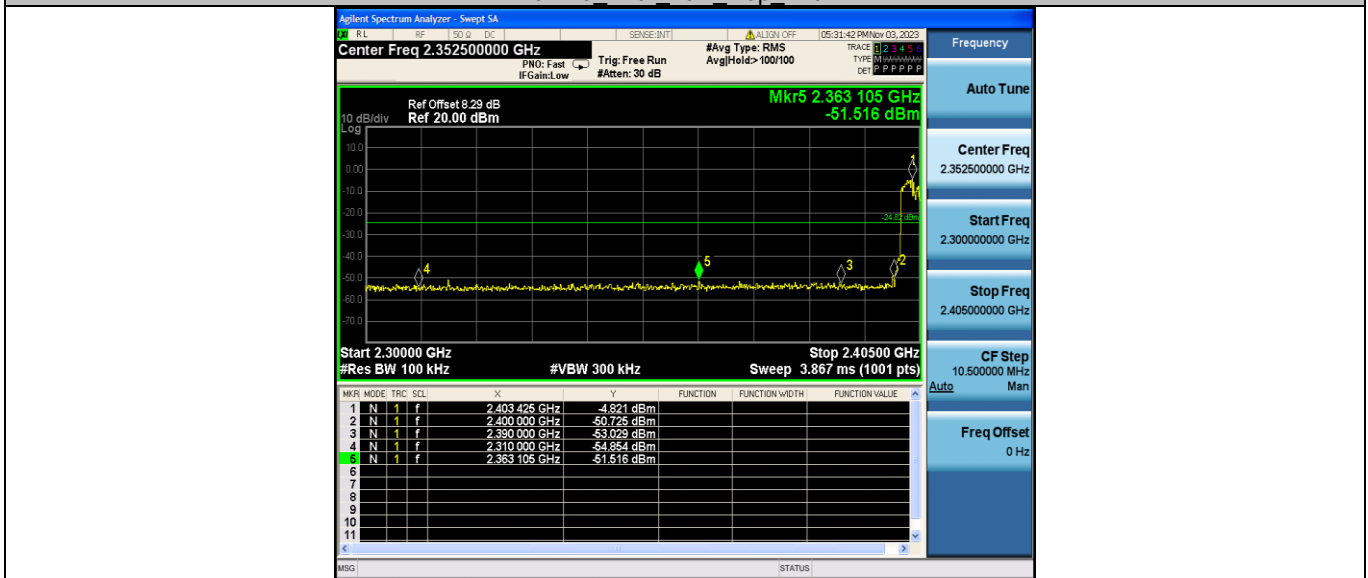 Agilent Spectrum Analyzer - Swept SA
RL RF 50 Ω DC SENSE:INT ALIGN OFF 05:31:42 PM Nov 03, 2023
Center Freq 2.352500000 GHz
PNO: Fast
IFGain:Low
Trig: Free Run
#Atten: 30 dB
#Avg Type: RMS
Avg|Hold:>100/100
TRACE 1 2 3 4 5 6
TYPE M
DET P P P P P P
Mkr5 2.363 105 GHz
-51.516 dBm
Ref Offset 8.29 dB
10 dB/div Ref 20.00 dBm
Log
10.0
0.00
-10.0
-20.0
-30.0
-40.0
-50.0
-60.0
-70.0
1
-24.82 dBm
4
5
3
2
Start 2.30000 GHz Stop 2.40500 GHz
#Res BW 100 kHz #VBW 300 kHz Sweep 3.867 ms (1001 pts)
MKR MODE TRC SCL X Y FUNCTION FUNCTION WIDTH FUNCTION VALUE
1 N 1 f 2.403 425 GHz -4.821 dBm
2 N 1 f 2.400 000 GHz -50.725 dBm
3 N 1 f 2.390 000 GHz -53.029 dBm
4 N 1 f 2.310 000 GHz -54.854 dBm
5 N 1 f 2.363 105 GHz -51.516 dBm
6
7
8
9
10
11
MSG STATUS
Frequency
Auto Tune
Center Freq
2.352500000 GHz
Start Freq
2.300000000 GHz
Stop Freq
2.405000000 GHz
CF Step
10.500000 MHz
Auto Man
Freq Offset
0 Hz